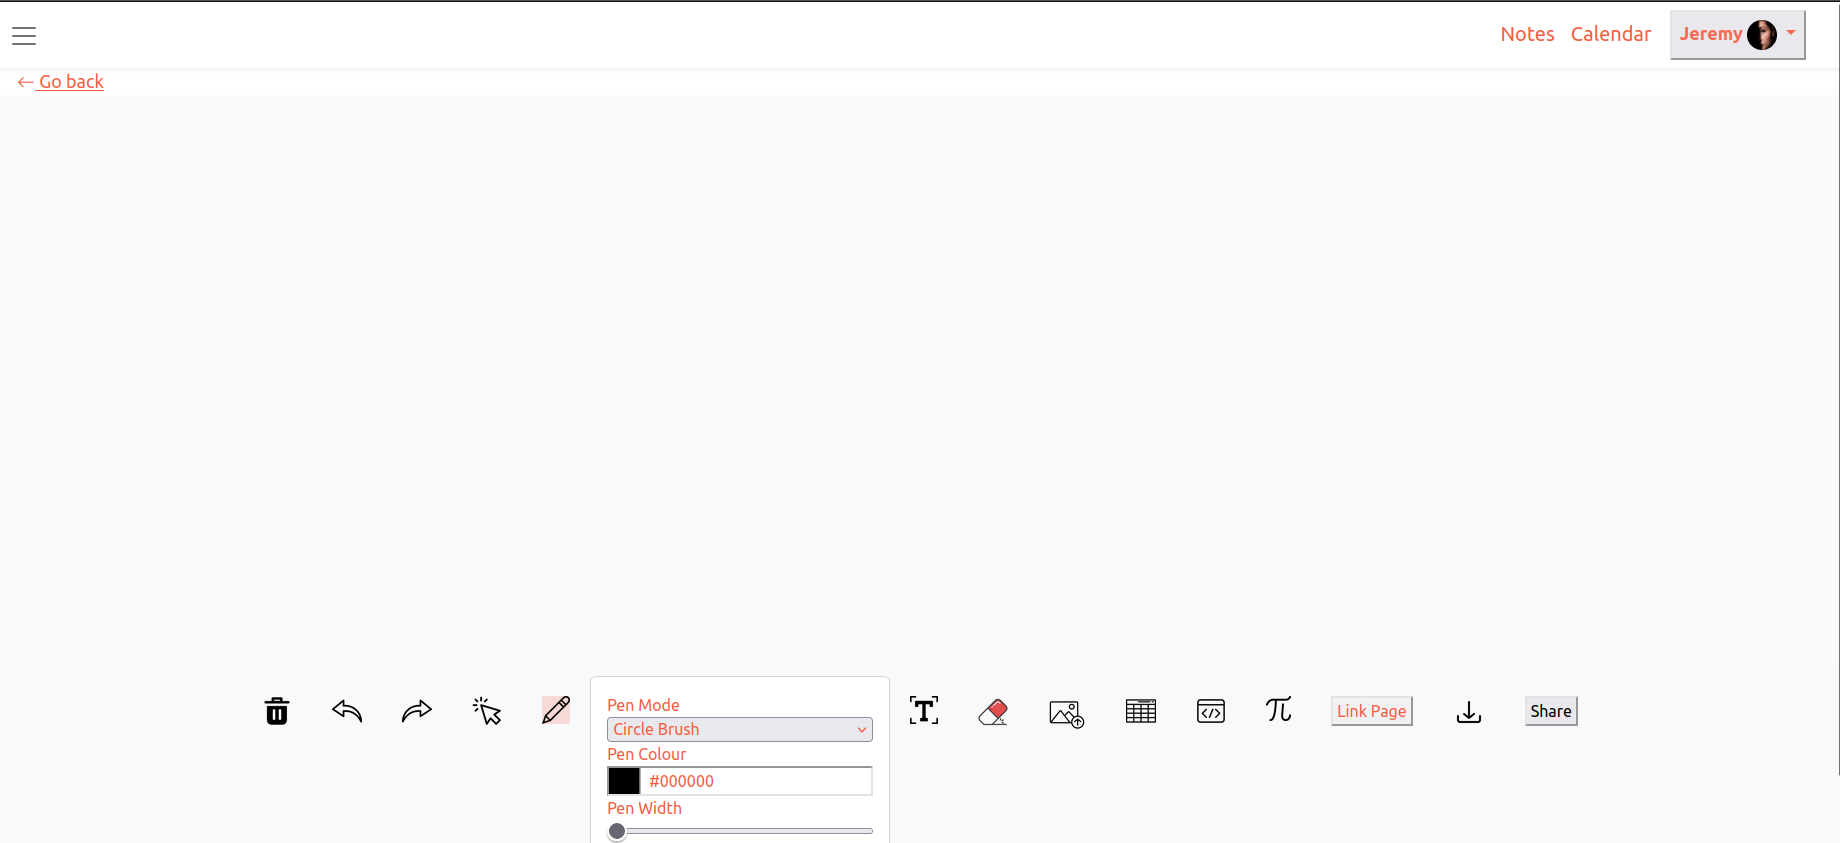 Notes Calendar Jeremy
← Go back
Pen Mode
Circle Brush
Pen Colour
#000000
Pen Width
T
</>
π
Link Page
Share